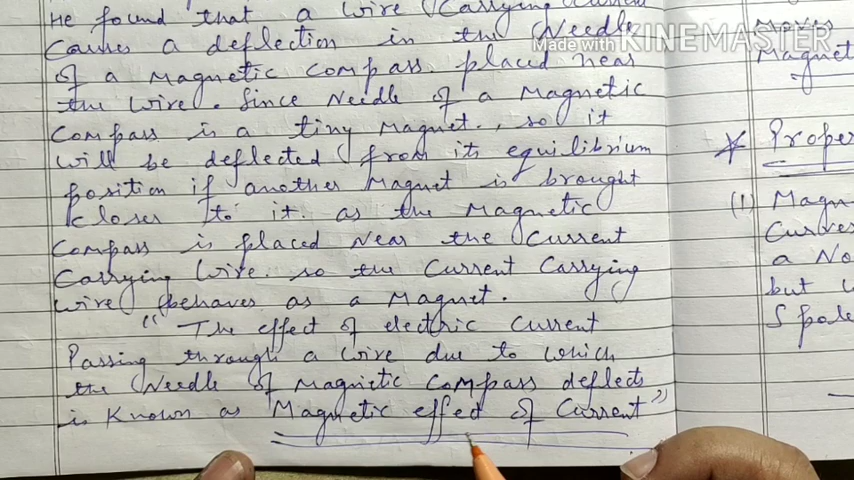 He found that a wire carrying current
Causes a deflection in the Needle
of a Magnetic Compass placed near
the wire. Since Needle of a Magnetic
Compass is a tiny Magnet, so it
will be deflected from its equilibrium
position if another Magnet is brought
closer to it. as the Magnetic
Compass is placed Near the Current
Carrying Wire. so the Current Carrying
wire behaves as a Magnet.
"The effect of electric current
Passing through a wire due to which
the Needle of Magnetic Compass deflects
is Known as Magnetic effect of Current"
Made with KINEMASTER
Moves
Magnet
* Proper
(1) Magn
Curves
a No
but
S pole